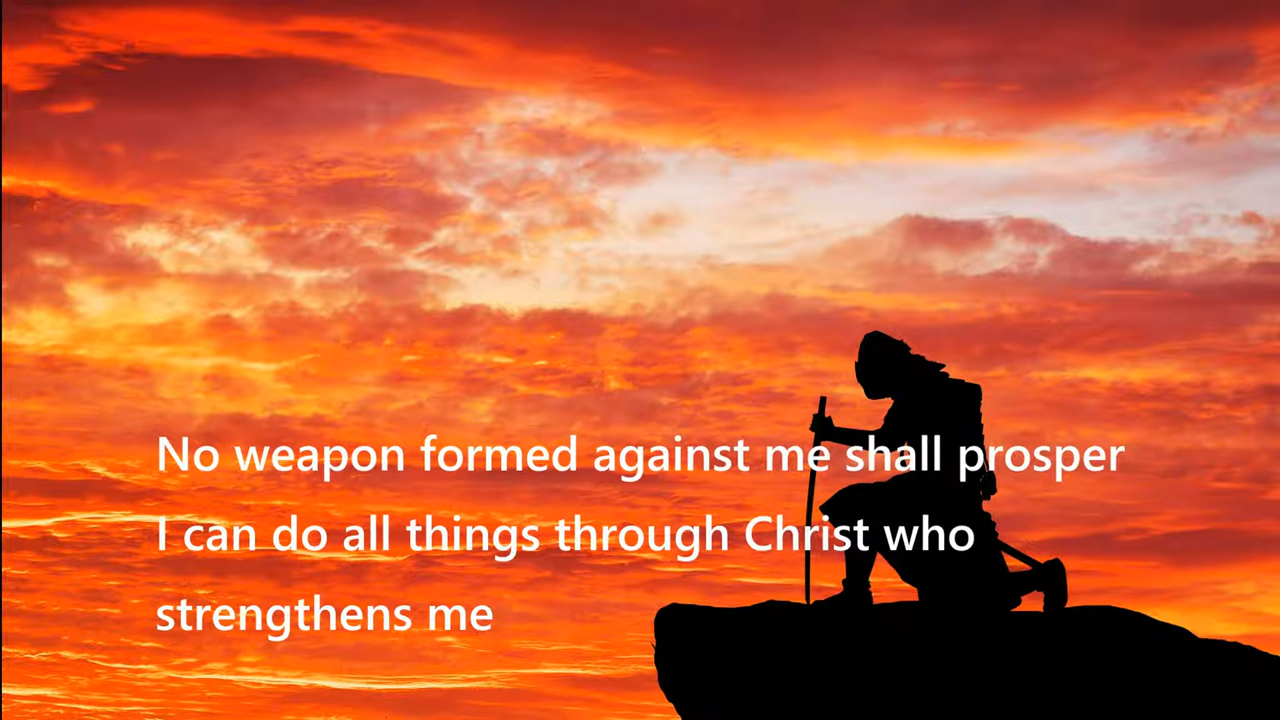 No weapon formed against me shall prosper
I can do all things through Christ who
strengthens me